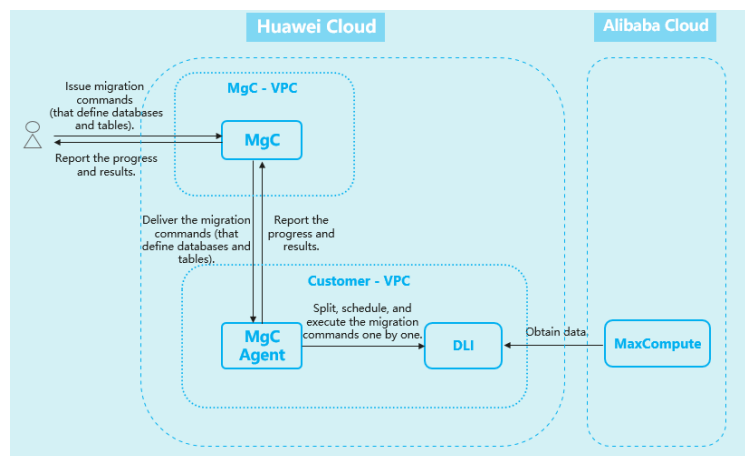 Huawei Cloud
Alibaba Cloud
MgC - VPC
Issue migration
commands
(that define databases
and tables).
MgC
Report the progress
and results.
Deliver the migration
commands (that
define databases and
tables).
Report the
progress and
results.
Customer - VPC
Split, schedule, and
execute the migration
commands one by one.
MgC
Agent
DLI
Obtain data
MaxCompute